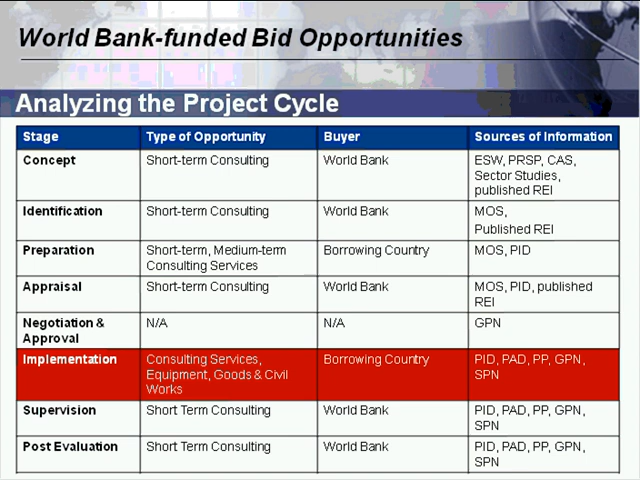 World Bank-funded Bid Opportunities
Analyzing the Project Cycle
Stage Type of Opportunity Buyer Sources of Information
Concept Short-term Consulting World Bank ESW, PRSP, CAS,
Sector Studies,
published REI
Identification Short-term Consulting World Bank MOS,
Published REI
Preparation Short-term, Medium-term Borrowing Country MOS, PID
Consulting Services
Appraisal Short-term Consulting World Bank MOS, PID, published
REI
Negotiation & N/A N/A GPN
Approval
Implementation Consulting Services, Borrowing Country PID, PAD, PP, GPN,
Equipment, Goods & Civil SPN
Works
Supervision Short Term Consulting World Bank PID, PAD, PP, GPN,
SPN
Post Evaluation Short Term Consulting World Bank PID, PAD, PP, GPN,
SPN